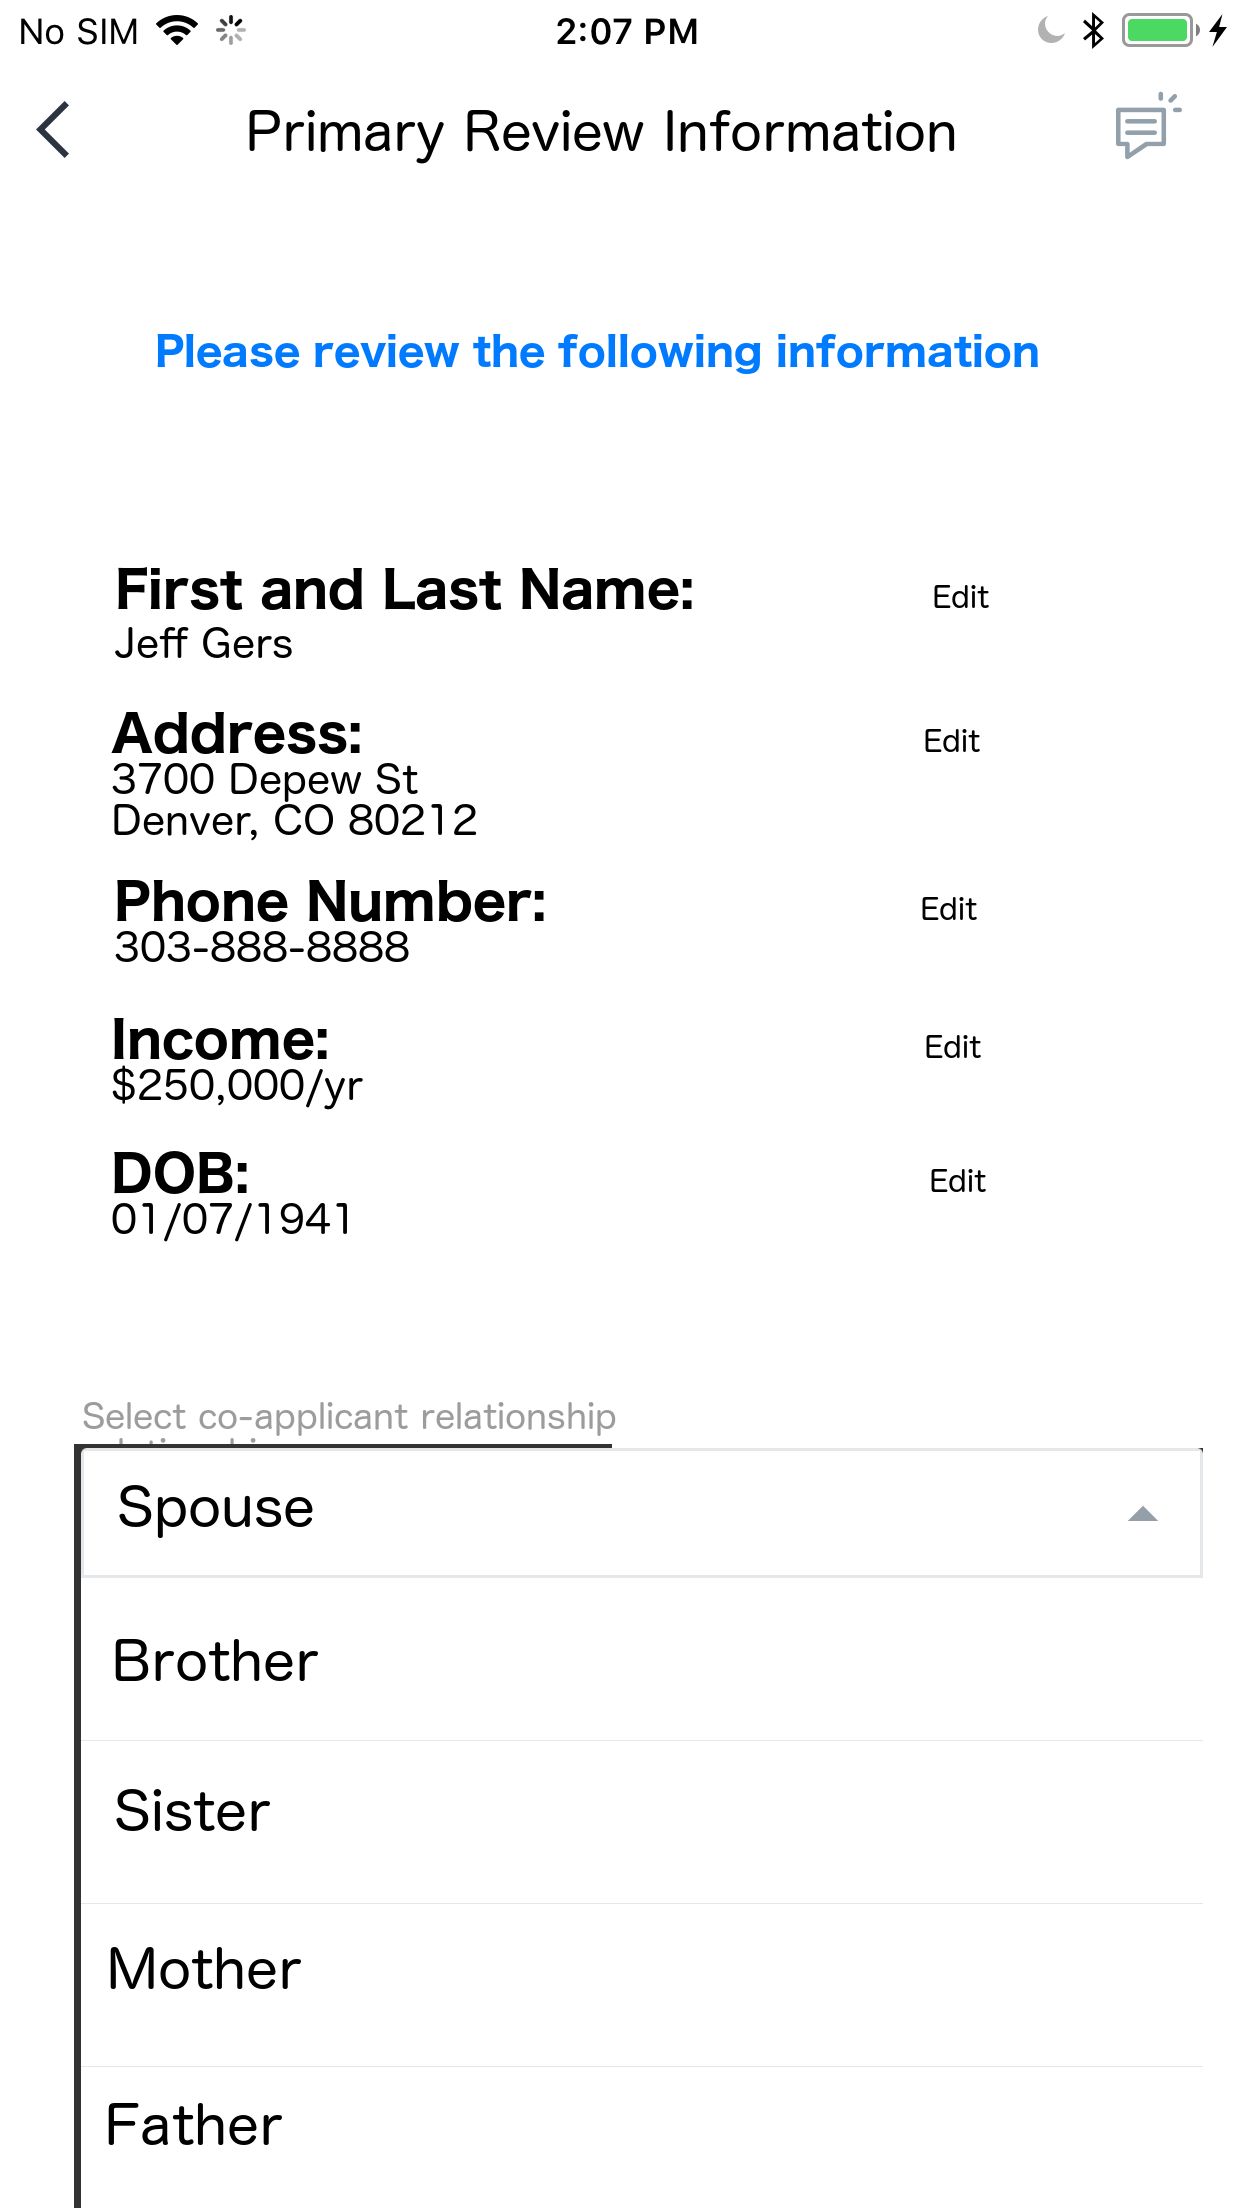 No SIM 2:07 PM
Primary Review Information
Please review the following information
First and Last Name: Edit
Jeff Gers
Address: Edit
3700 Depew St
Denver, CO 80212
Phone Number: Edit
303-888-8888
Income: Edit
$250,000/yr
DOB: Edit
01/07/1941
Select co-applicant relationship
Spouse
Brother
Sister
Mother
Father